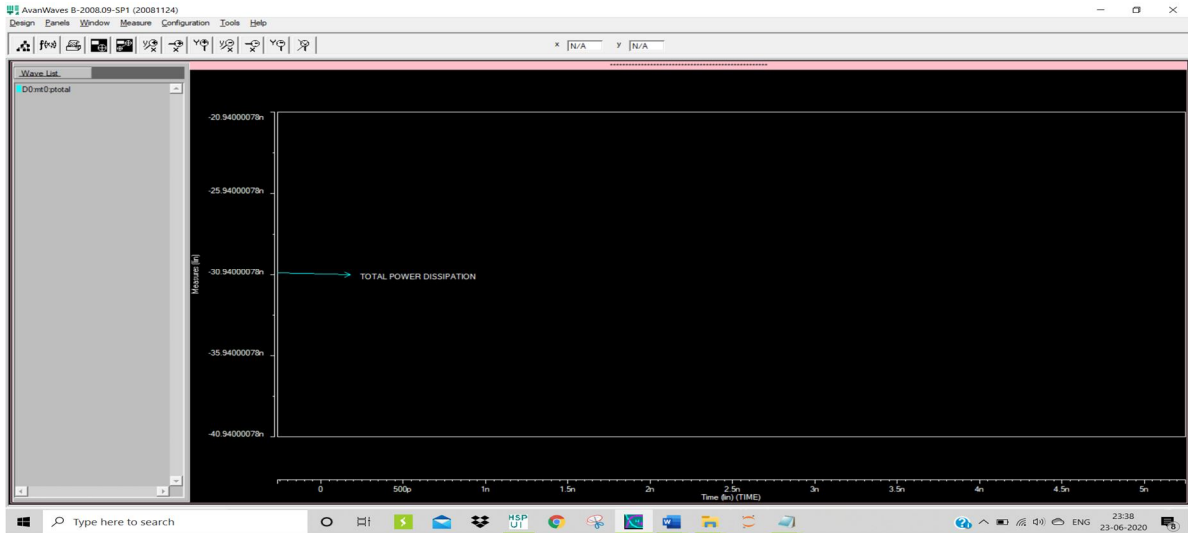 AvanWaves B-2008.09-SP1 (20081124)
Design Panels Window Measure Configuration Tools Help
f(x) x N/A y N/A
Wave List
D0:mt0:ptotal
-20.94000078n
-25.94000078n
-30.94000078n
-35.94000078n
-40.94000078n
Measures [lin]
TOTAL POWER DISSIPATION
0 500p 1n 1.5n 2n 2.5n 3n 3.5n 4n 4.5n 5n
Time (lin) (TIME)
Type here to search
HSP UI
ENG
23:38
23-06-2020